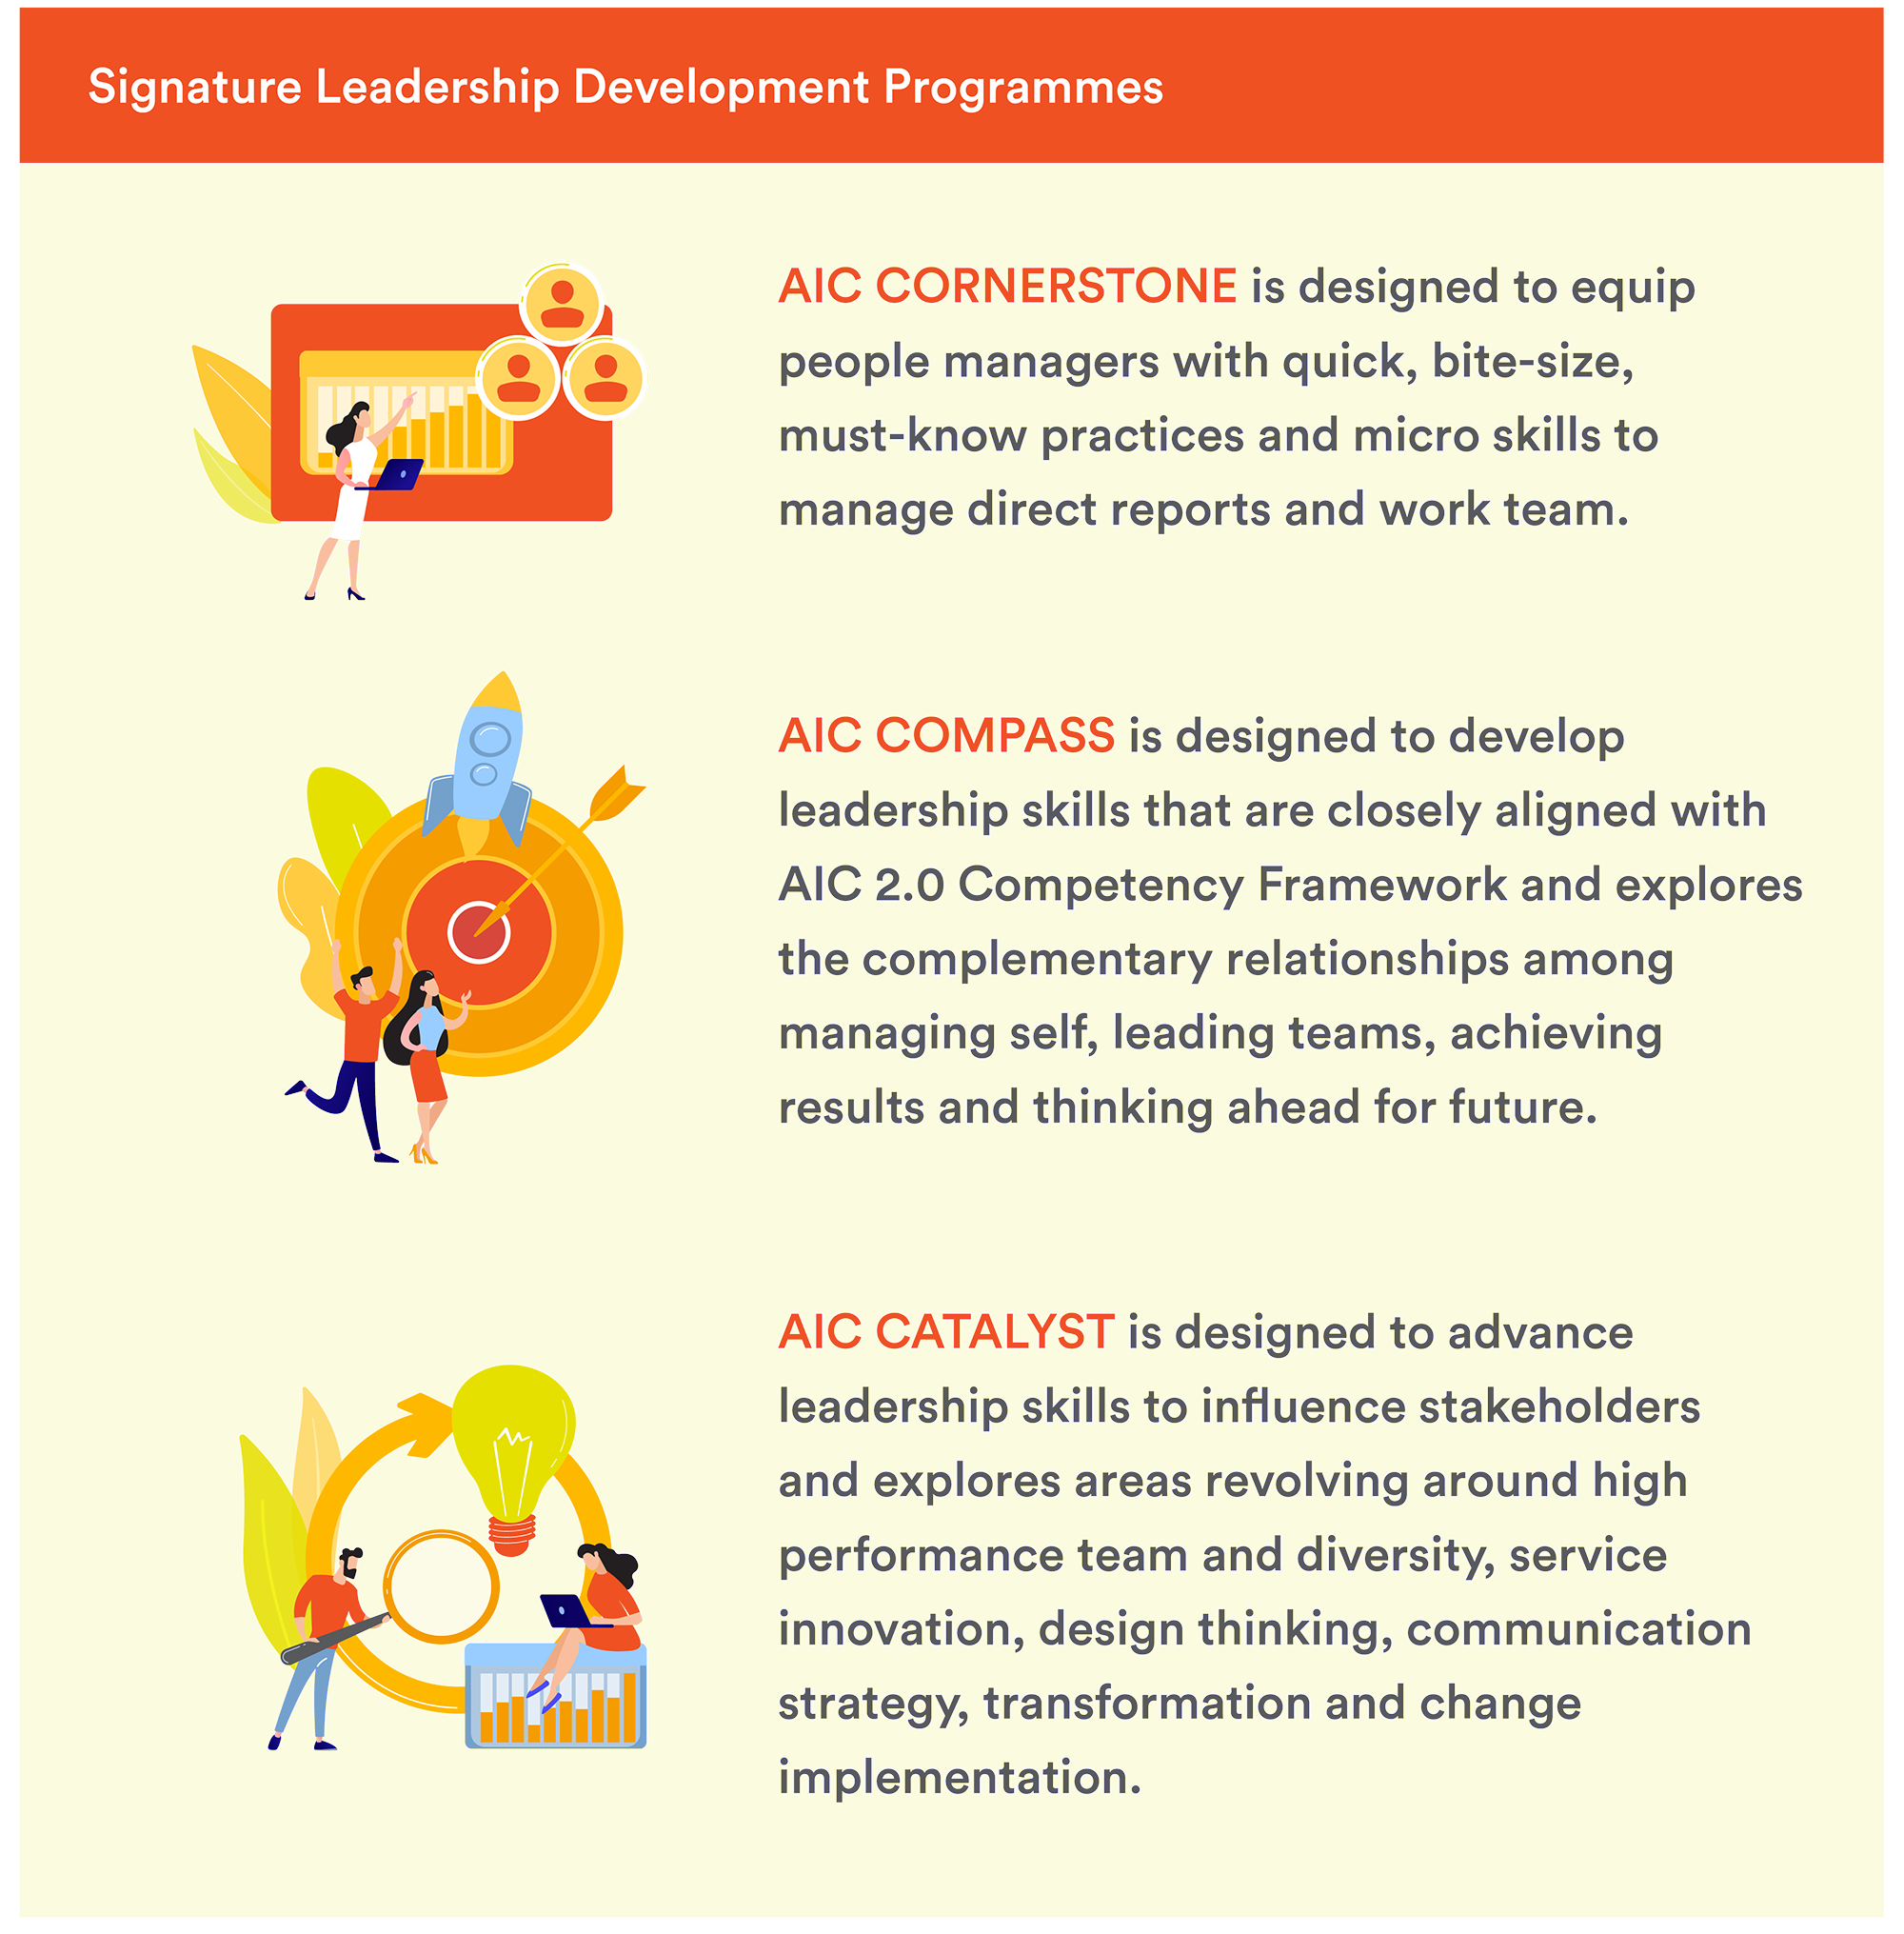 Signature Leadership Development Programmes
AIC CORNERSTONE is designed to equip
people managers with quick, bite-size,
must-know practices and micro skills to
manage direct reports and work team.
AIC COMPASS is designed to develop
leadership skills that are closely aligned with
AIC 2.0 Competency Framework and explores
the complementary relationships among
managing self, leading teams, achieving
results and thinking ahead for future.
AIC CATALYST is designed to advance
leadership skills to influence stakeholders
and explores areas revolving around high
performance team and diversity, service
innovation, design thinking, communication
strategy, transformation and change
implementation.